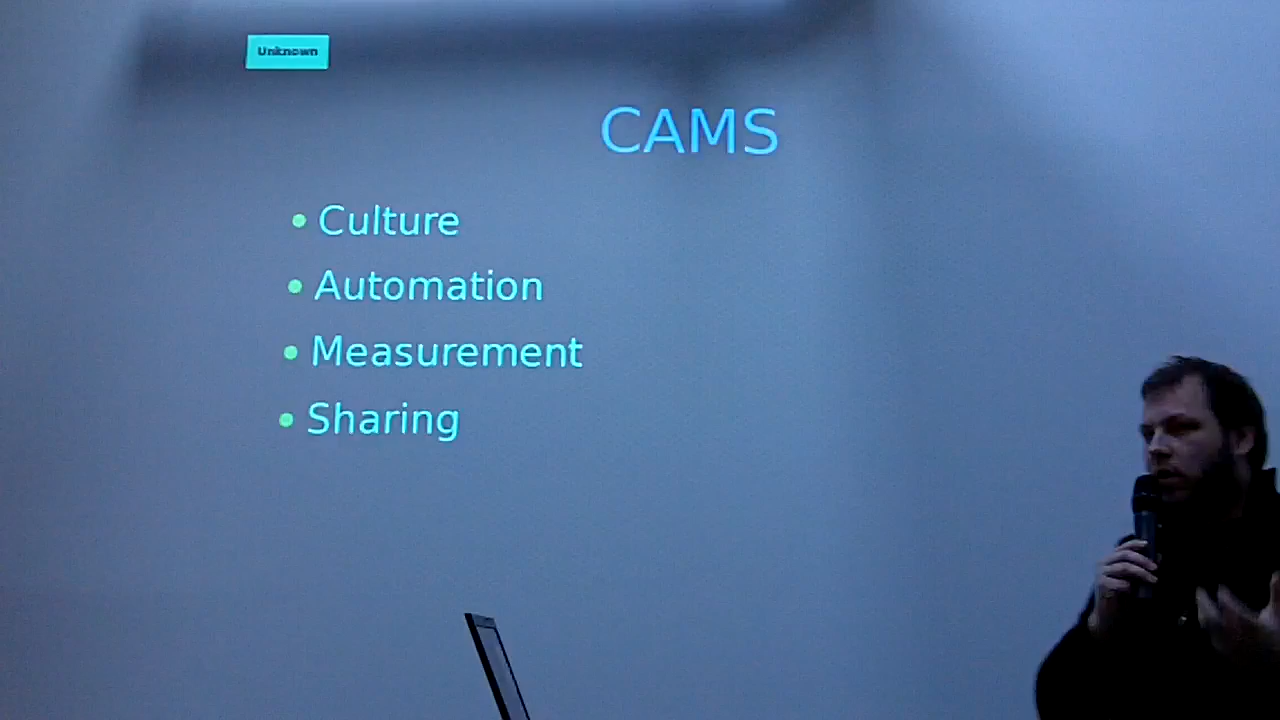 Unknown
CAMS
• Culture
• Automation
• Measurement
• Sharing